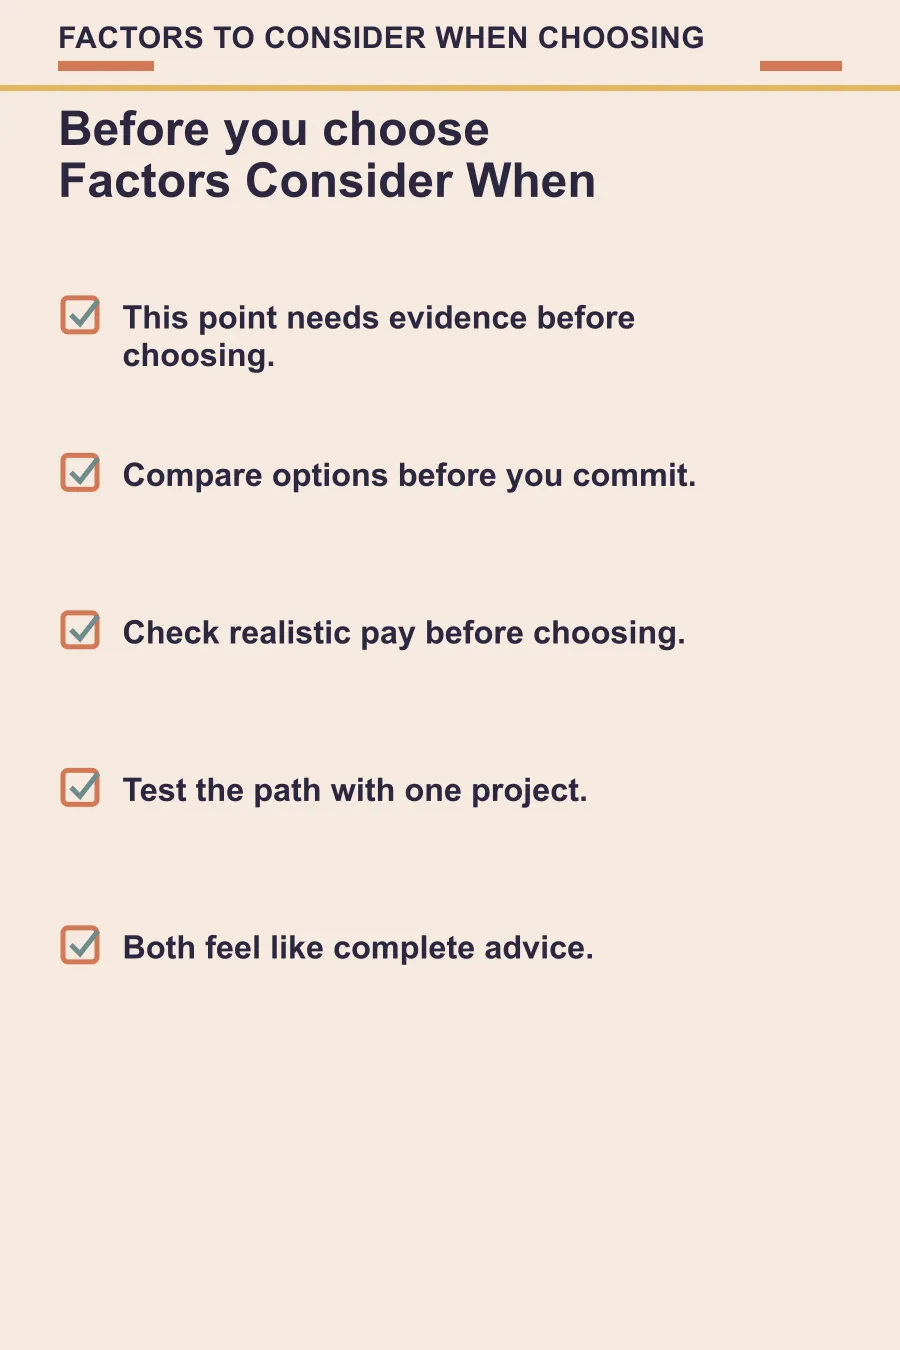 FACTORS TO CONSIDER WHEN CHOOSING
Before you choose
Factors Consider When
This point needs evidence before
choosing.
Compare options before you commit.
Check realistic pay before choosing.
Test the path with one project.
Both feel like complete advice.